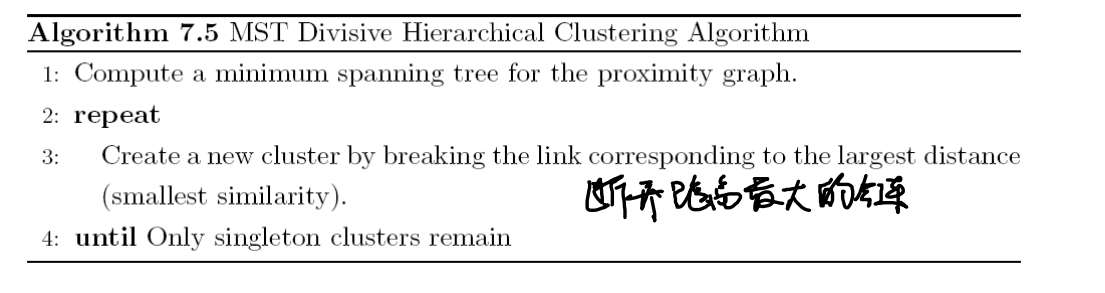 Algorithm 7.5 MST Divisive Hierarchical Clustering Algorithm
1: Compute a minimum spanning tree for the proximity graph.
2: repeat
3: Create a new cluster by breaking the link corresponding to the largest distance
(smallest similarity).
断开距离最大的链
4: until Only singleton clusters remain